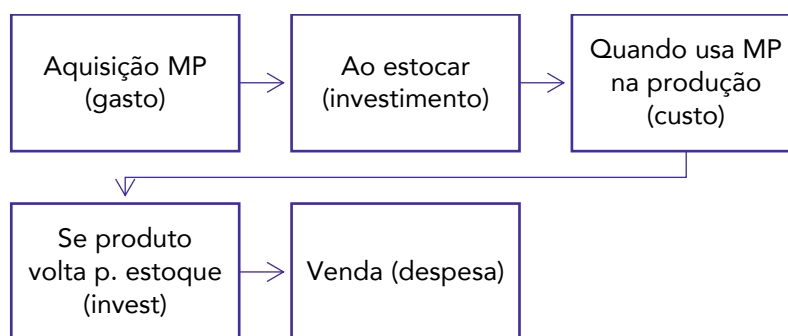 Aquisição MP
(gasto)
Ao estocar
(investimento)
Quando usa MP
na produção
(custo)
Se produto
volta p. estoque
(invest)
Venda (despesa)